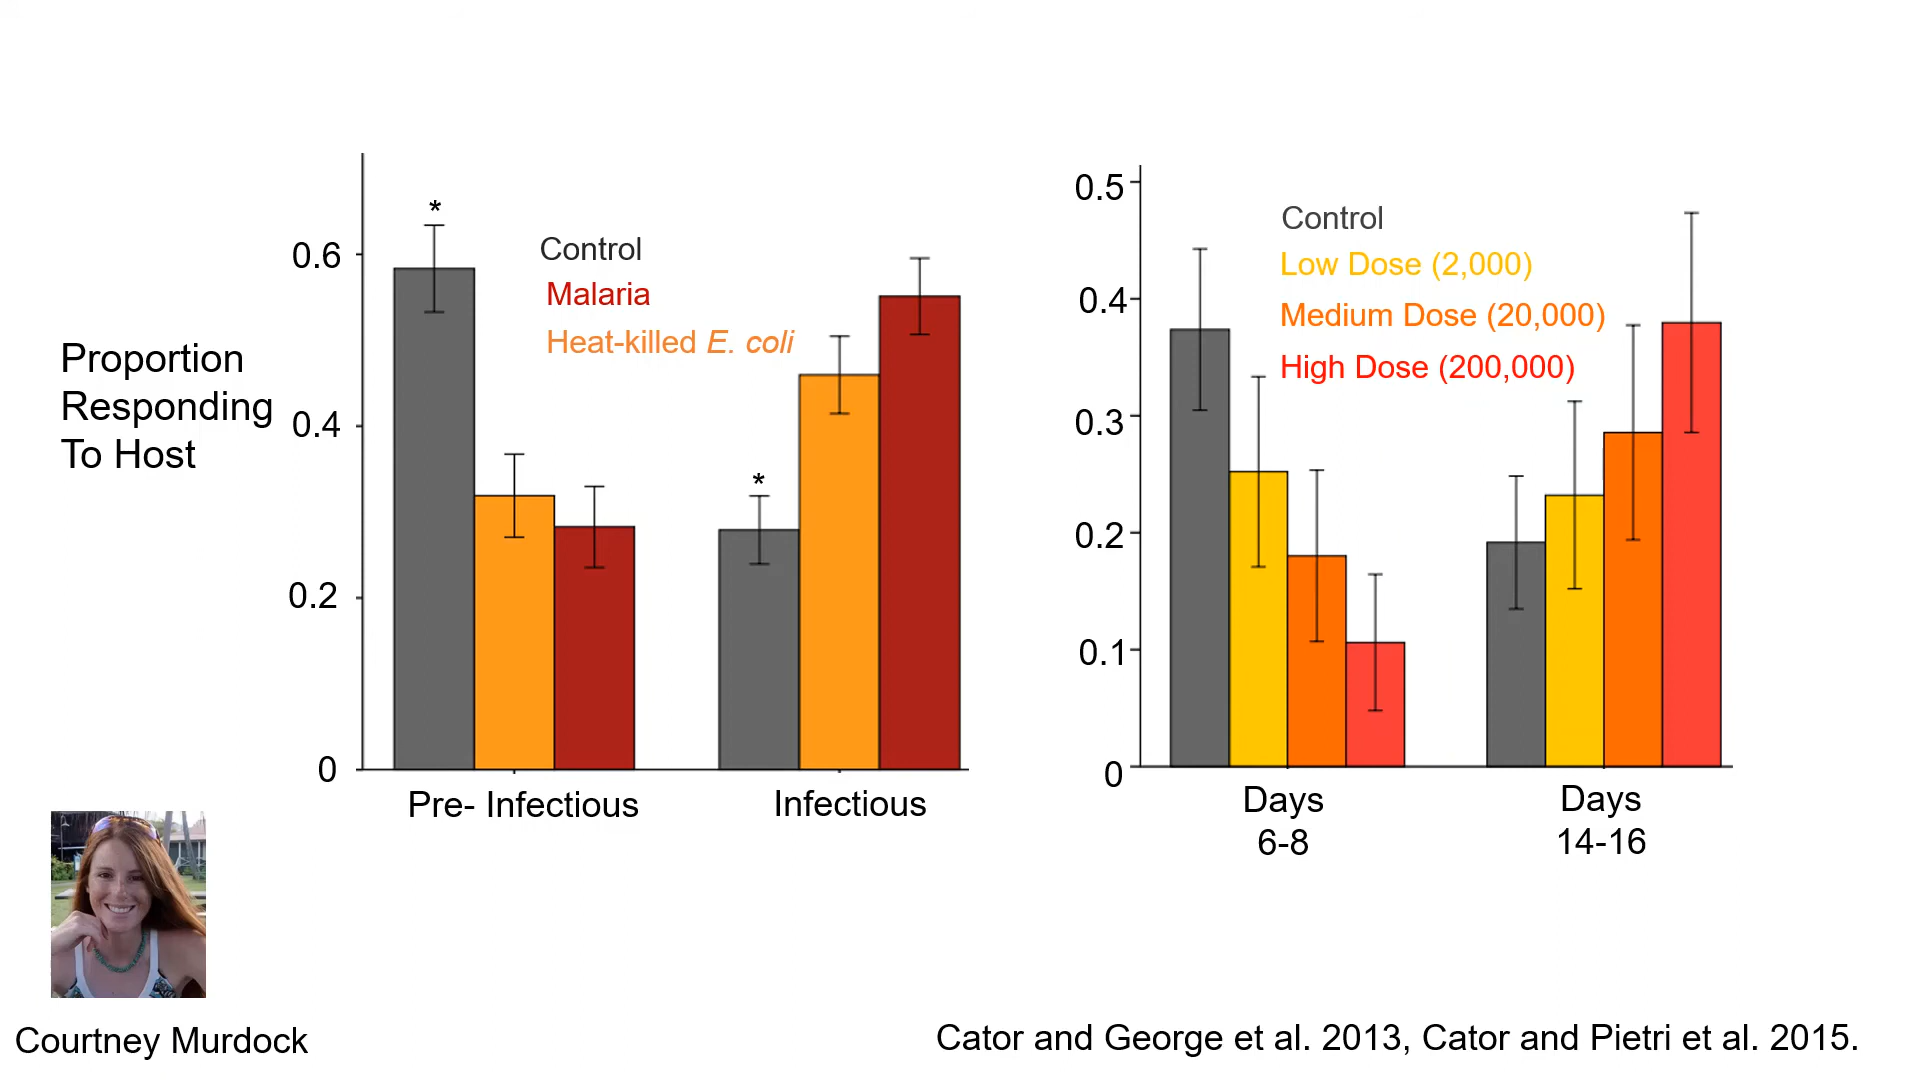 *
0.6
0.4
0.2
0
Proportion
Responding
To Host
Control
Malaria
Heat-killed E. coli
*
Pre- Infectious
Infectious
0.5
0.4
0.3
0.2
0.1
0
Control
Low Dose (2,000)
Medium Dose (20,000)
High Dose (200,000)
Days
6-8
Days
14-16
Courtney Murdock
Cator and George et al. 2013, Cator and Pietri et al. 2015.